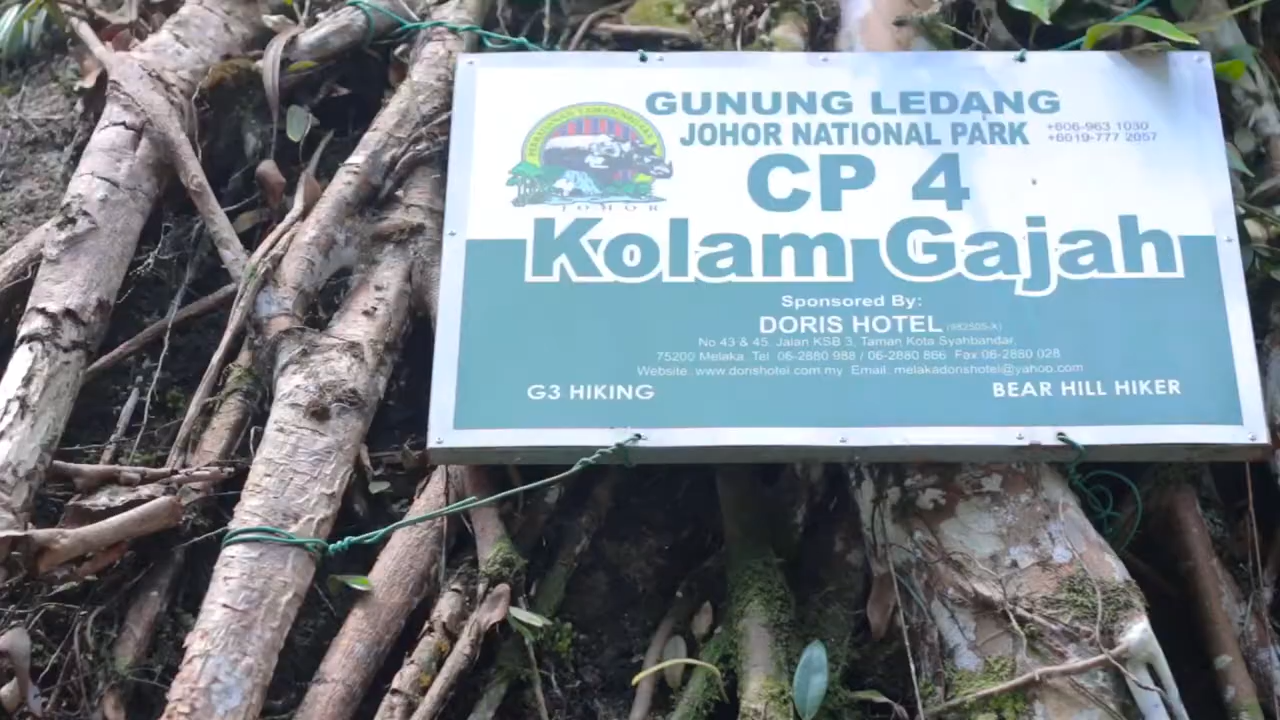 GUNUNG LEDANG
JOHOR NATIONAL PARK
+606-963 1030
+6019-777 2057
CP 4
JOHOR
Kolam Gajah
Sponsored By:
DORIS HOTEL (982505-X)
No 43 & 45. Jalan KSB 3, Taman Kota Syahbandar,
75200 Melaka. Tel 06-2880 988 / 06-2880 866 Fax 06-2880 028
Website: www.dorishotel.com.my Email: melakadorishotel@yahoo.com
G3 HIKING
BEAR HILL HIKER